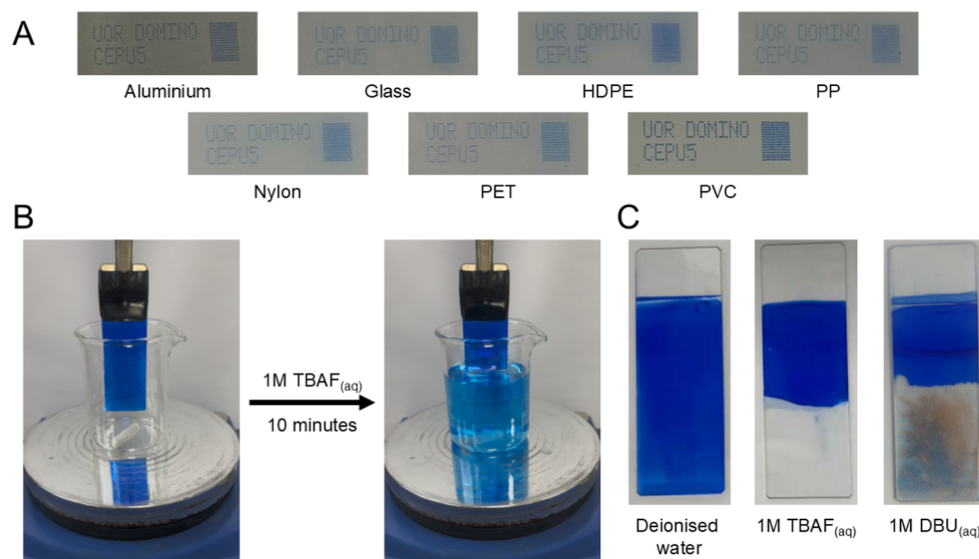 A
UOR DOMINO
CEPU5
Aluminium
UOR DOMINO
CEPU5
Glass
UOR DOMINO
CEPU5
HDPE
UOR DOMINO
CEPU5
PP
UOR DOMINO
CEPU5
Nylon
UOR DOMINO
CEPU5
PET
UOR DOMINO
CEPU5
PVC
B
1M TBAF(aq)
10 minutes
C
Deionised
water
1M TBAF(aq)
1M DBU(aq)